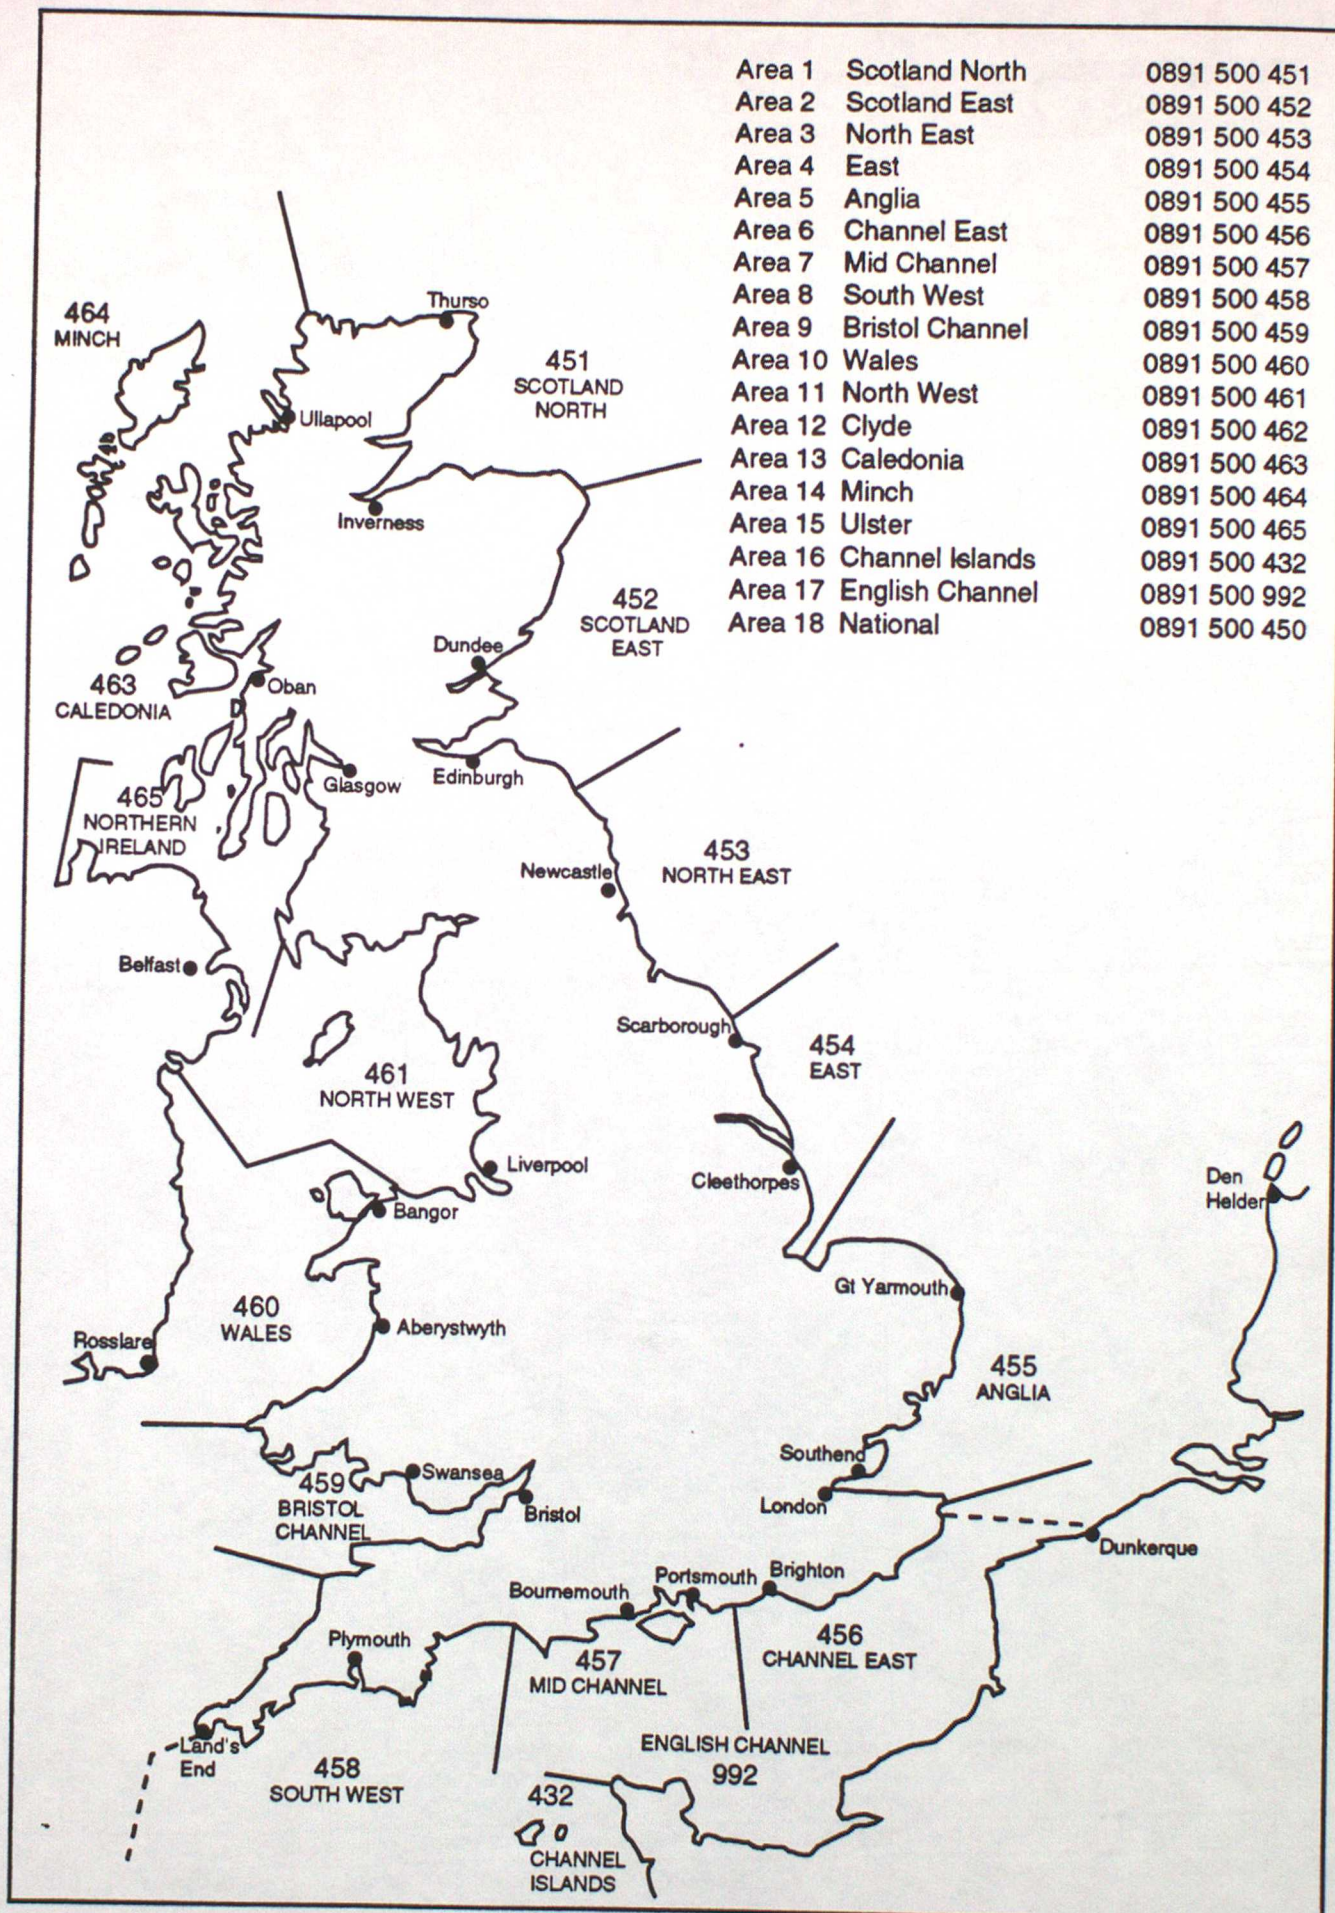 Area 1 Scotland North 0891 500 451
Area 2 Scotland East 0891 500 452
Area 3 North East 0891 500 453
Area 4 East 0891 500 454
Area 5 Anglia 0891 500 455
Area 6 Channel East 0891 500 456
Area 7 Mid Channel 0891 500 457
Area 8 South West 0891 500 458
Area 9 Bristol Channel 0891 500 459
Area 10 Wales 0891 500 460
Area 11 North West 0891 500 461
Area 12 Clyde 0891 500 462
Area 13 Caledonia 0891 500 463
Area 14 Minch 0891 500 464
Area 15 Ulster 0891 500 465
Area 16 Channel Islands 0891 500 432
Area 17 English Channel 0891 500 992
Area 18 National 0891 500 450
464
MINCH
Thurso
451
SCOTLAND
NORTH
Ullapool
Inverness
452
SCOTLAND
EAST
Dundee
463
CALEDONIA
Oban
Edinburgh
Glasgow
465
NORTHERN
IRELAND
453
NORTH EAST
Newcastle
Belfast
Scarborough
454
EAST
461
NORTH WEST
Liverpool
Cleethorpes
Den
Helder
Bangor
Gt Yarmouth
460
WALES
Aberystwyth
Rosslare
455
ANGLIA
Southend
Swansea
459
BRISTOL
CHANNEL
London
Bristol
Dunkerque
Portsmouth
Brighton
Bournemouth
Plymouth
457
MID CHANNEL
456
CHANNEL EAST
Land's
End
ENGLISH CHANNEL
992
458
SOUTH WEST
432
CHANNEL
ISLANDS